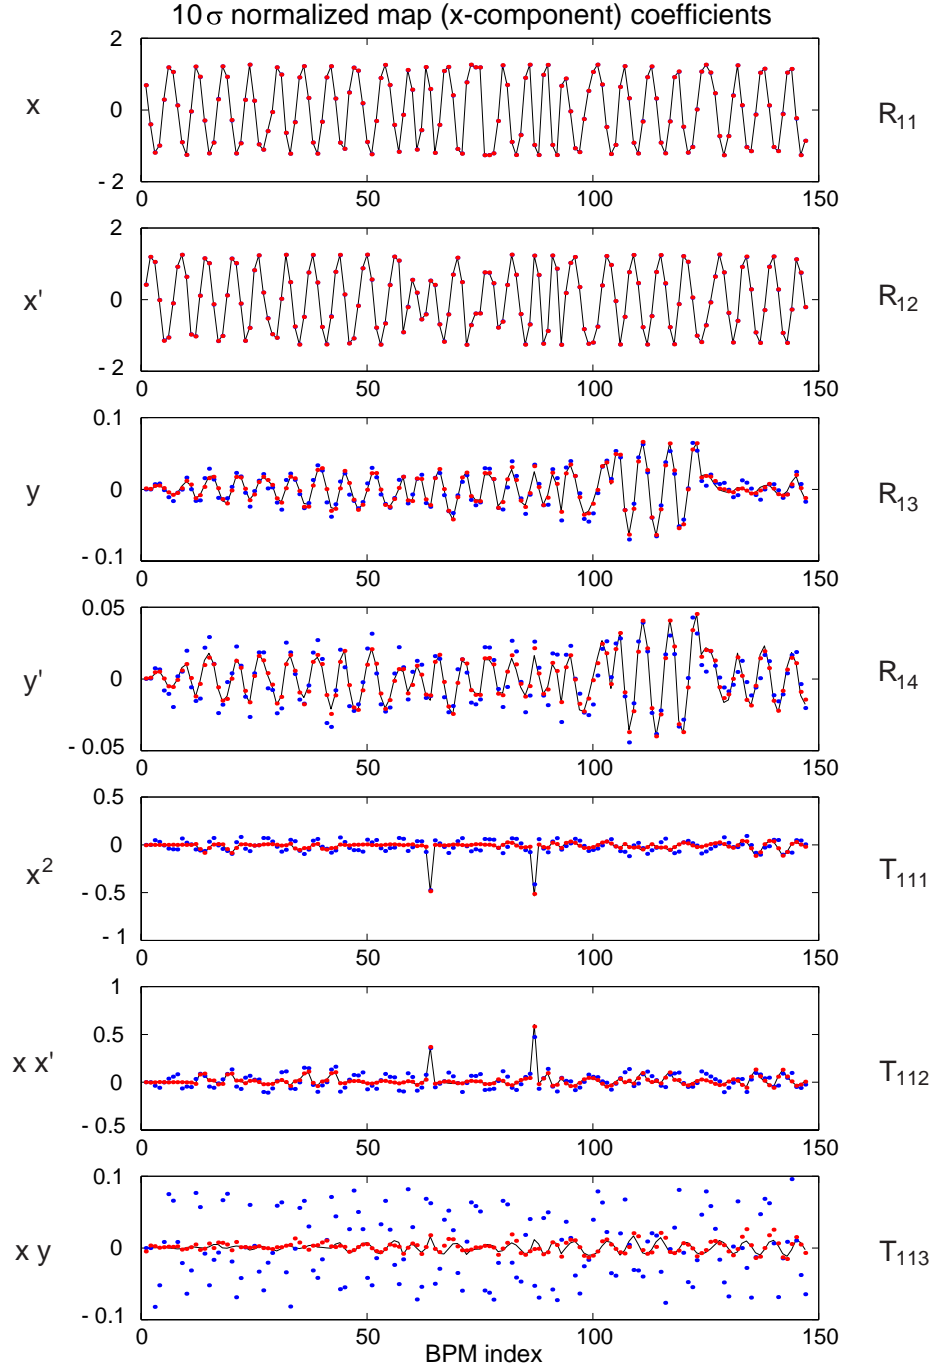 10σ normalized map (x-component) coefficients
2
0
- 2
x
R11
0 50 100 150
2
0
- 2
x'
R12
0 50 100 150
0.1
0
- 0.1
y
R13
0 50 100 150
0.05
0
- 0.05
y'
R14
0 50 100 150
0.5
0
- 0.5
- 1
x2
T111
0 50 100 150
1
0.5
0
- 0.5
x x'
T112
0 50 100 150
0.1
0
- 0.1
x y
T113
0 50 100 150
BPM index